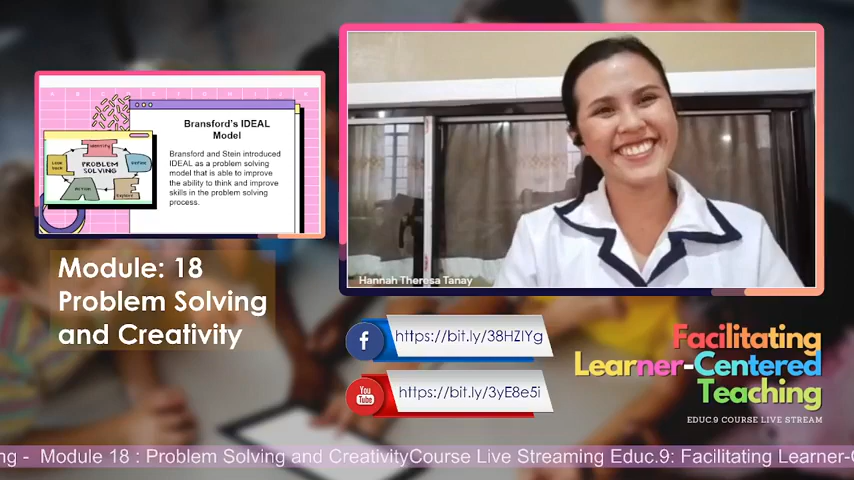 Bransford's IDEAL
Model
Bransford and Stein introduced
IDEAL as a problem solving
model that is able to improve
the ability to think and improve
skills in the problem solving
process.
Identify
PROBLEM
SOLVING
Module: 18
Problem Solving
and Creativity
Hannah Theresa Tanay
https://bit.ly/38HZlYg
You
Tube
https://bit.ly/3yE8e5i
Facilitating
Learner-Centered
Teaching
EDUC.9 COURSE LIVE STREAM
ng - Module 18 : Problem Solving and CreativityCourse Live Streaming Educ.9: Facilitating Learner-C